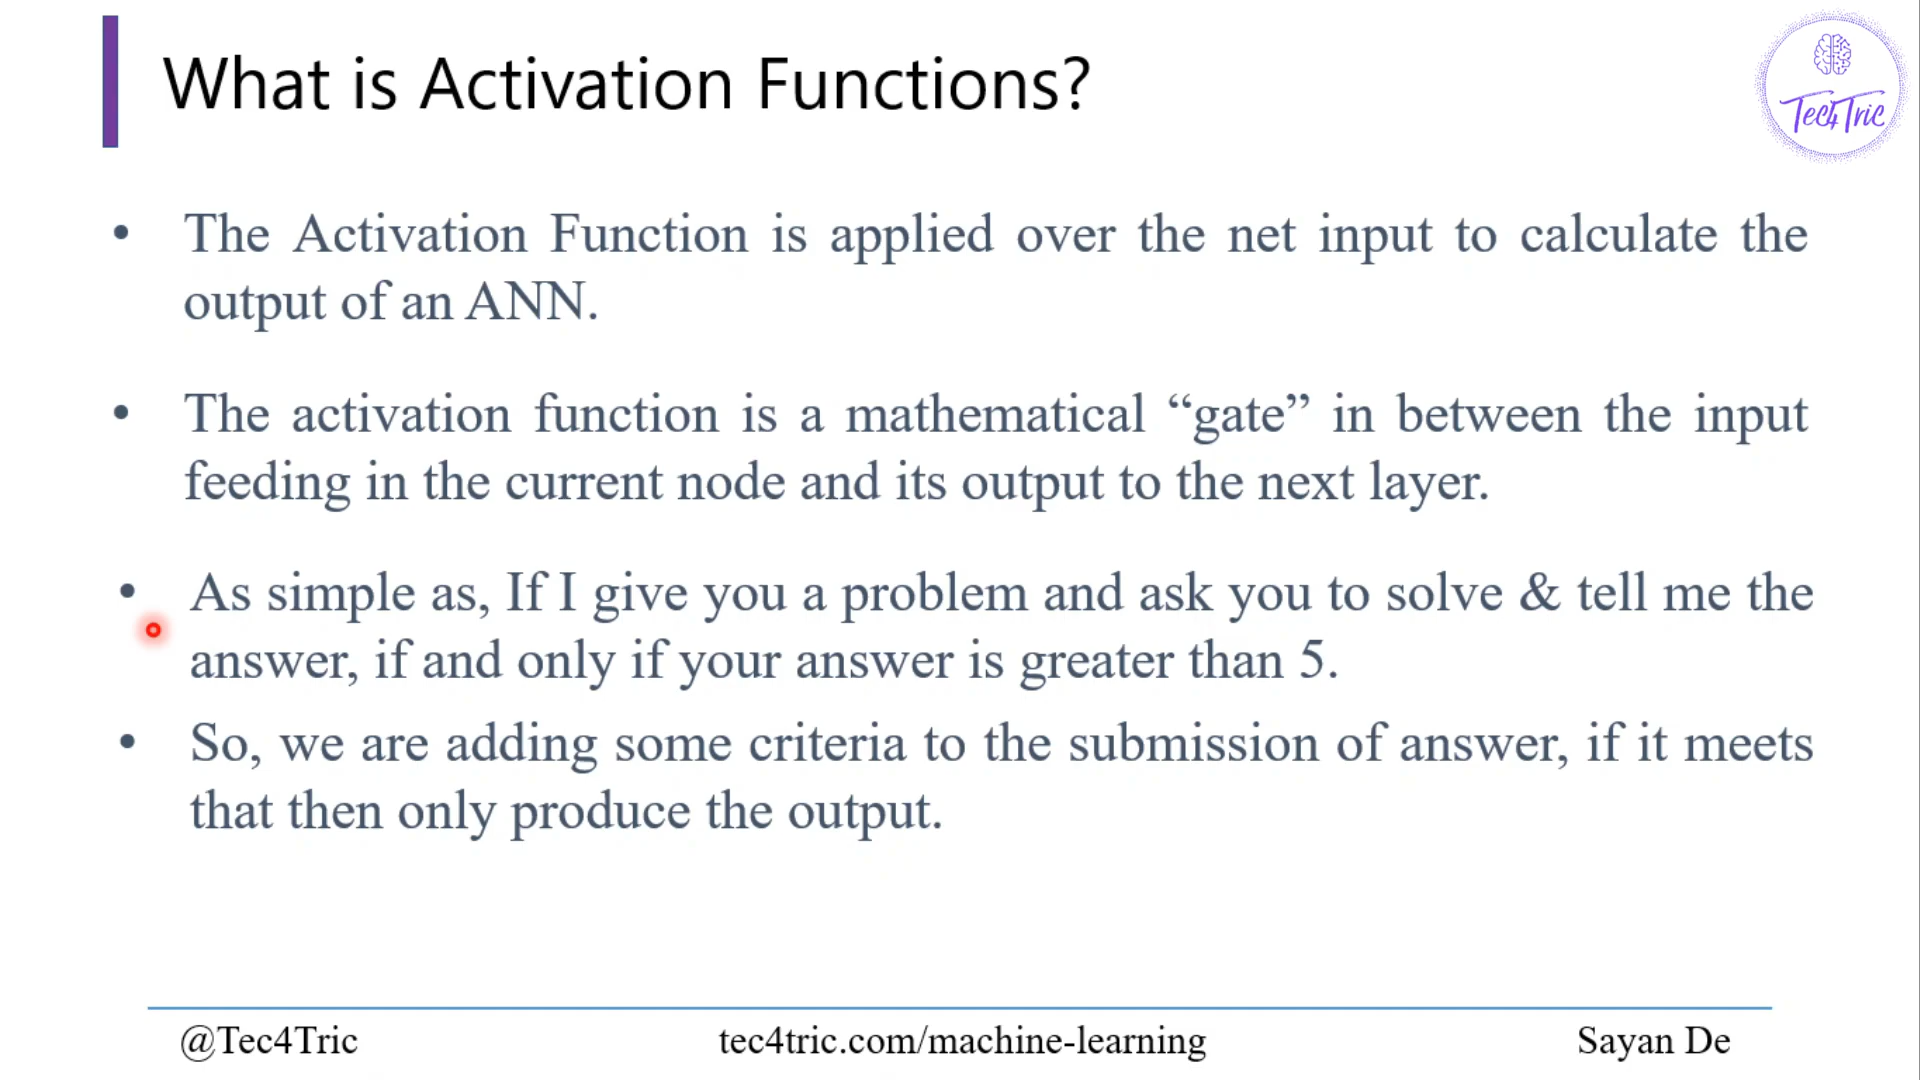 What is Activation Functions?
Tec4Tric
• The Activation Function is applied over the net input to calculate the
output of an ANN.
• The activation function is a mathematical “gate” in between the input
feeding in the current node and its output to the next layer.
• As simple as, If I give you a problem and ask you to solve & tell me the
answer, if and only if your answer is greater than 5.
• So, we are adding some criteria to the submission of answer, if it meets
that then only produce the output.
@Tec4Tric
tec4tric.com/machine-learning
Sayan De